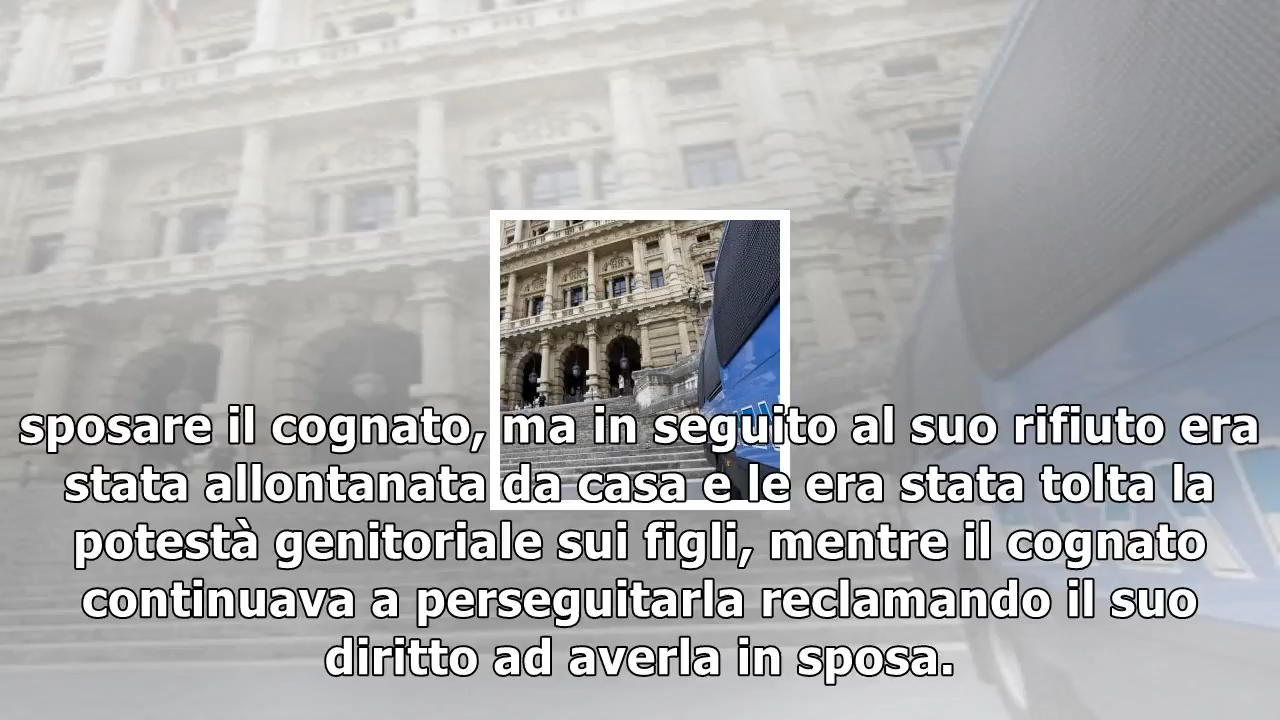 sposare il cognato, ma in seguito al suo rifiuto era
stata allontanata da casa e le era stata tolta la
potestà genitoriale sui figli, mentre il cognato
continuava a perseguitarla reclamando il suo
diritto ad averla in sposa.